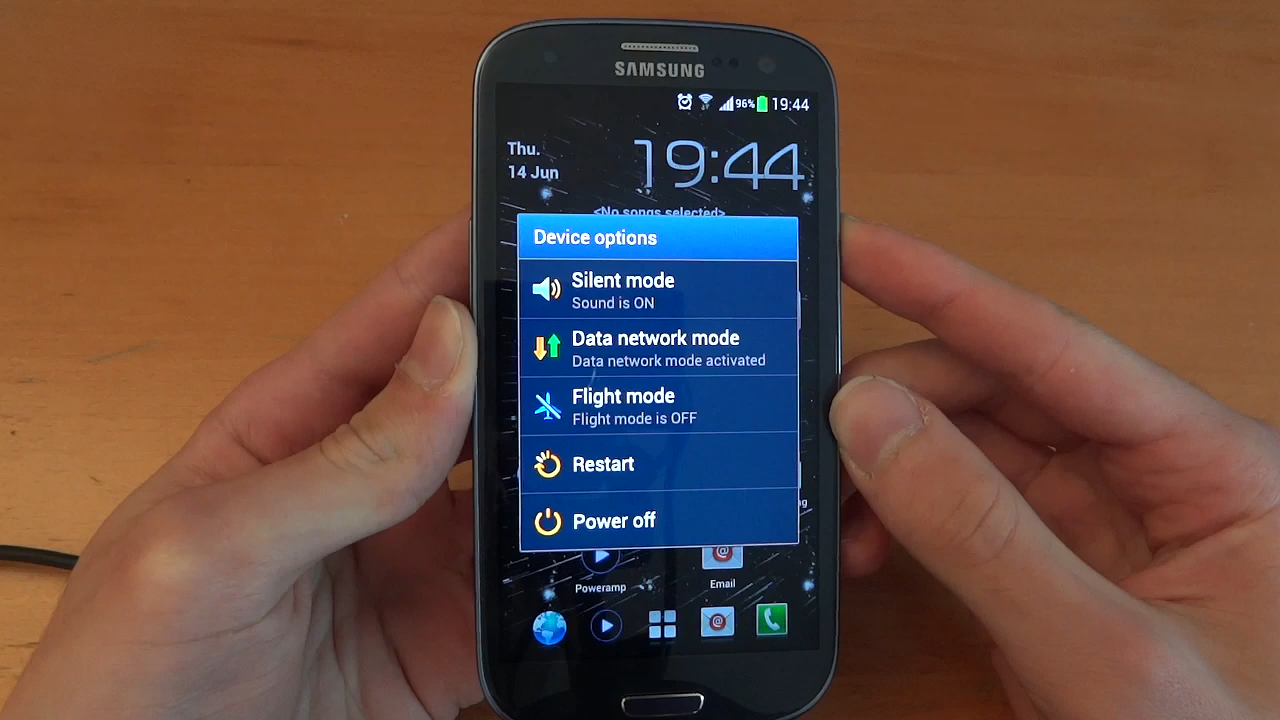 SAMSUNG
96% 19:44
Thu.
14 Jun
19:44
<No songs selected>
Device options
Silent mode
Sound is ON
Data network mode
Data network mode activated
Flight mode
Flight mode is OFF
Restart
Power off
Poweramp
Email